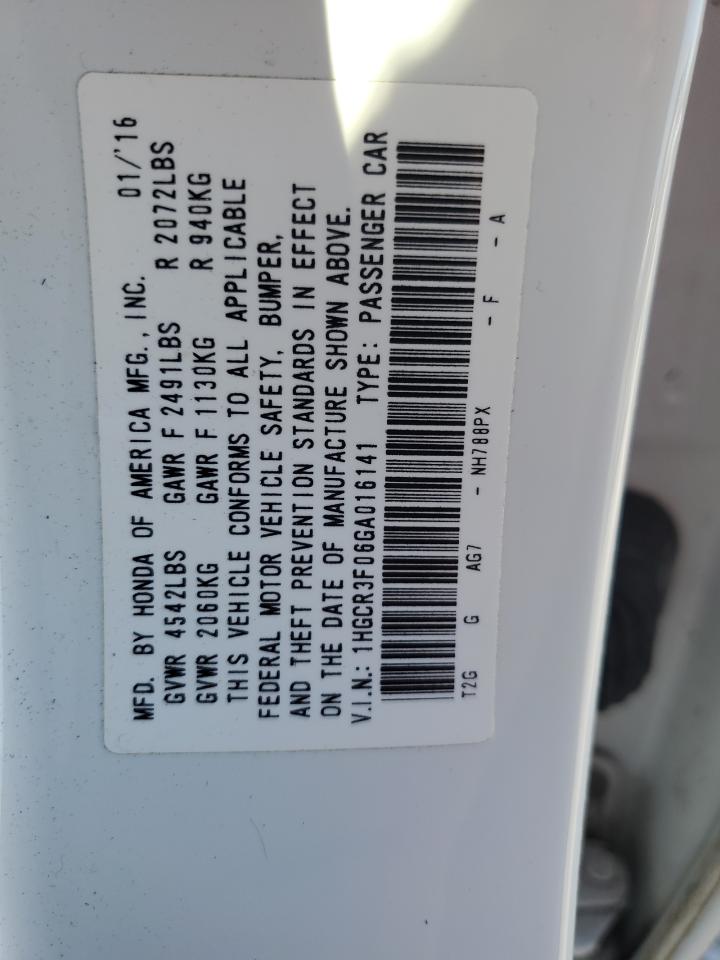 MFD. BY HONDA OF AMERICA MFG., INC. 01/'16
GVWR 4542LBS GAWR F 2491LBS R 2072LBS
GVWR 2060KG GAWR F 1130KG R 940KG
THIS VEHICLE CONFORMS TO ALL APPLICABLE
FEDERAL MOTOR VEHICLE SAFETY, BUMPER,
AND THEFT PREVENTION STANDARDS IN EFFECT
ON THE DATE OF MANUFACTURE SHOWN ABOVE.
V.I.N.: 1HGCR3F06GA016141 TYPE: PASSENGER CAR
T2G G AG7 - NH788PX - F - A